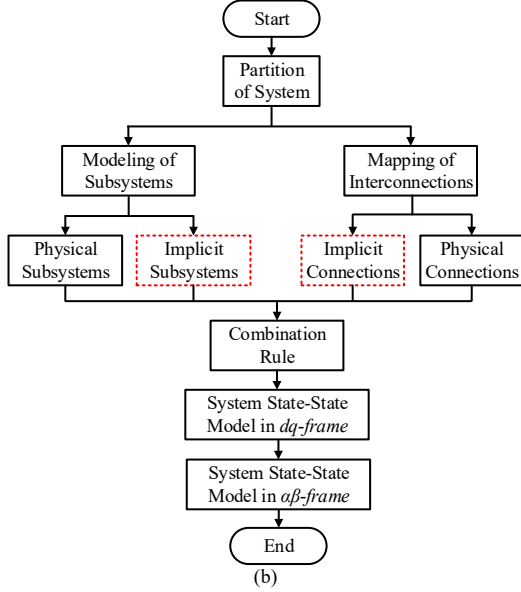 Start
Partition
of System
Modeling of
Subsystems
Mapping of
Interconnections
Physical
Subsystems
Implicit
Subsystems
Implicit
Connections
Physical
Connections
Combination
Rule
System State-State
Model in dq-frame
System State-State
Model in αβ-frame
End
(b)